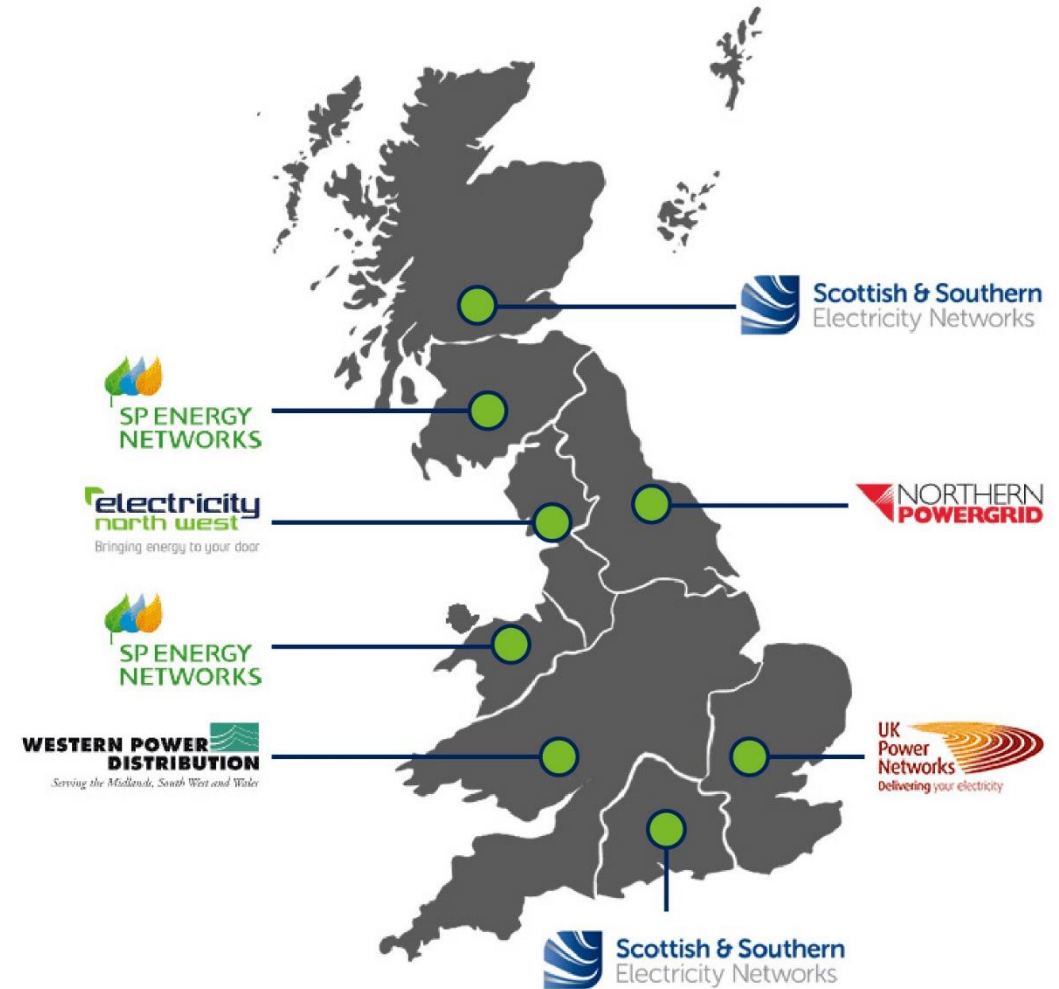 Scottish & Southern
Electricity Networks
SP ENERGY
NETWORKS
electricity
north west
Bringing energy to your door
NORTHERN
POWERGRID
SP ENERGY
NETWORKS
WESTERN POWER
DISTRIBUTION
Serving the Midlands, South West and Wales
UK
Power
Networks
Delivering your electricity
Scottish & Southern
Electricity Networks